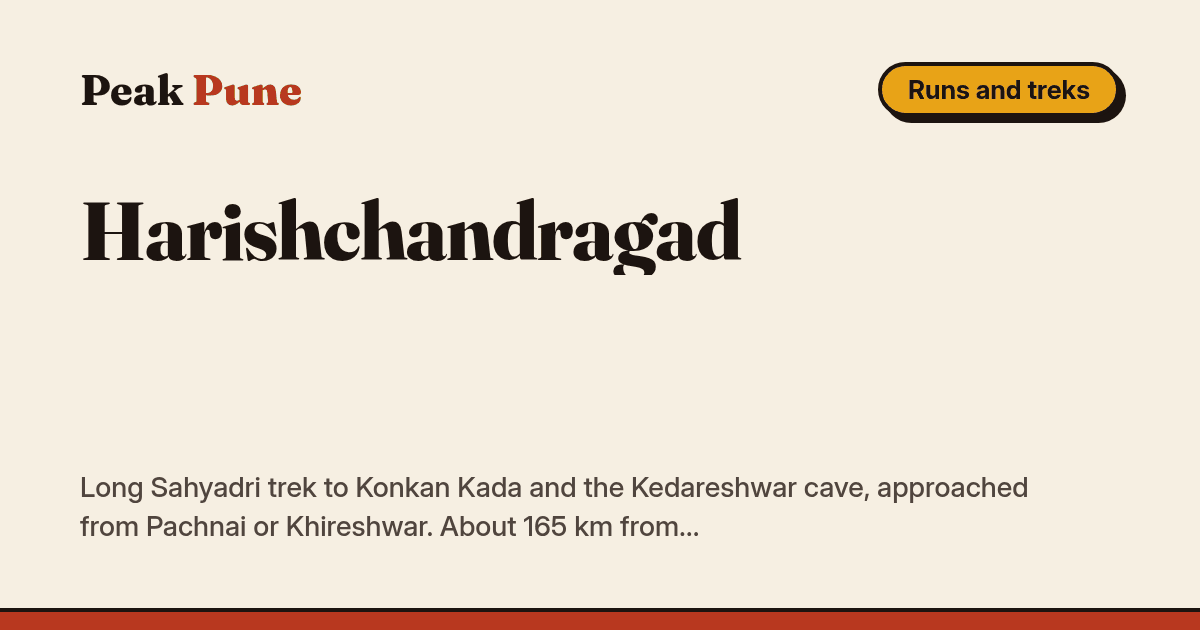 Peak Pune
Runs and treks
Harishchandragad
Long Sahyadri trek to Konkan Kada and the Kedareshwar cave, approached
from Pachnai or Khireshwar. About 165 km from...